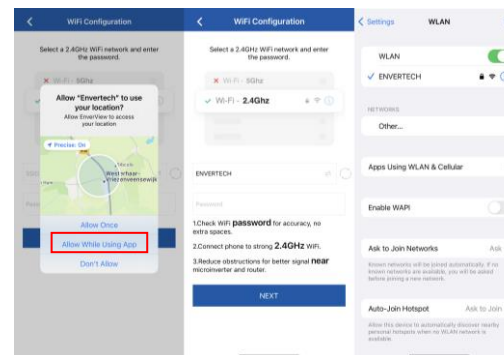 WiFi Configuration
Select a 2.4GHz WiFi network and enter
the password.
Wi-Fi - 5Ghz
Allow "Envertech" to use
your location?
Allow EnverView to access
your location
Precise: On
Allow Once
Allow While Using App
Don't Allow
WiFi Configuration
Select a 2.4GHz WiFi network and enter
the password.
Wi-Fi - 5Ghz
Wi-Fi - 2.4Ghz
ENVERTECH
Password
1.Check WiFi password for accuracy, no
extra spaces.
2.Connect phone to strong 2.4GHz WiFi.
3.Reduce obstructions for better signal near
microinverter and router.
NEXT
Settings
WLAN
WLAN
ENVERTECH
NETWORKS
Other...
Apps Using WLAN & Cellular
Enable WAPI
Ask to Join Networks
Ask
Known networks will be joined automatically. If no
known networks are available, you will be asked
before joining a new network.
Auto-Join Hotspot
Ask to Join
Allow this device to automatically discover nearby
personal hotspots when no WLAN network is
available.